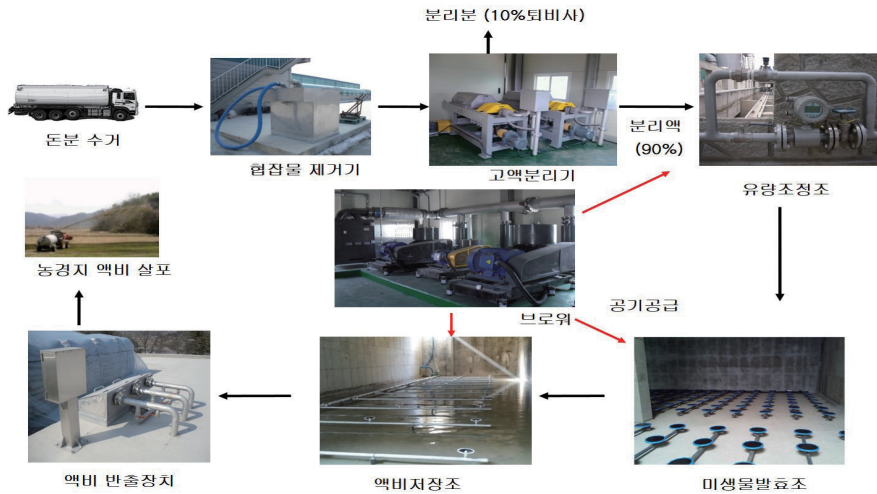 분리분 (10%퇴비사)
돈분 수거
협잡물 제거기
고액분리기
분리액
(90%)
유량조정조
농경지 액비 살포
브로워
공기공급
액비 반출장치
액비저장조
미생물발효조